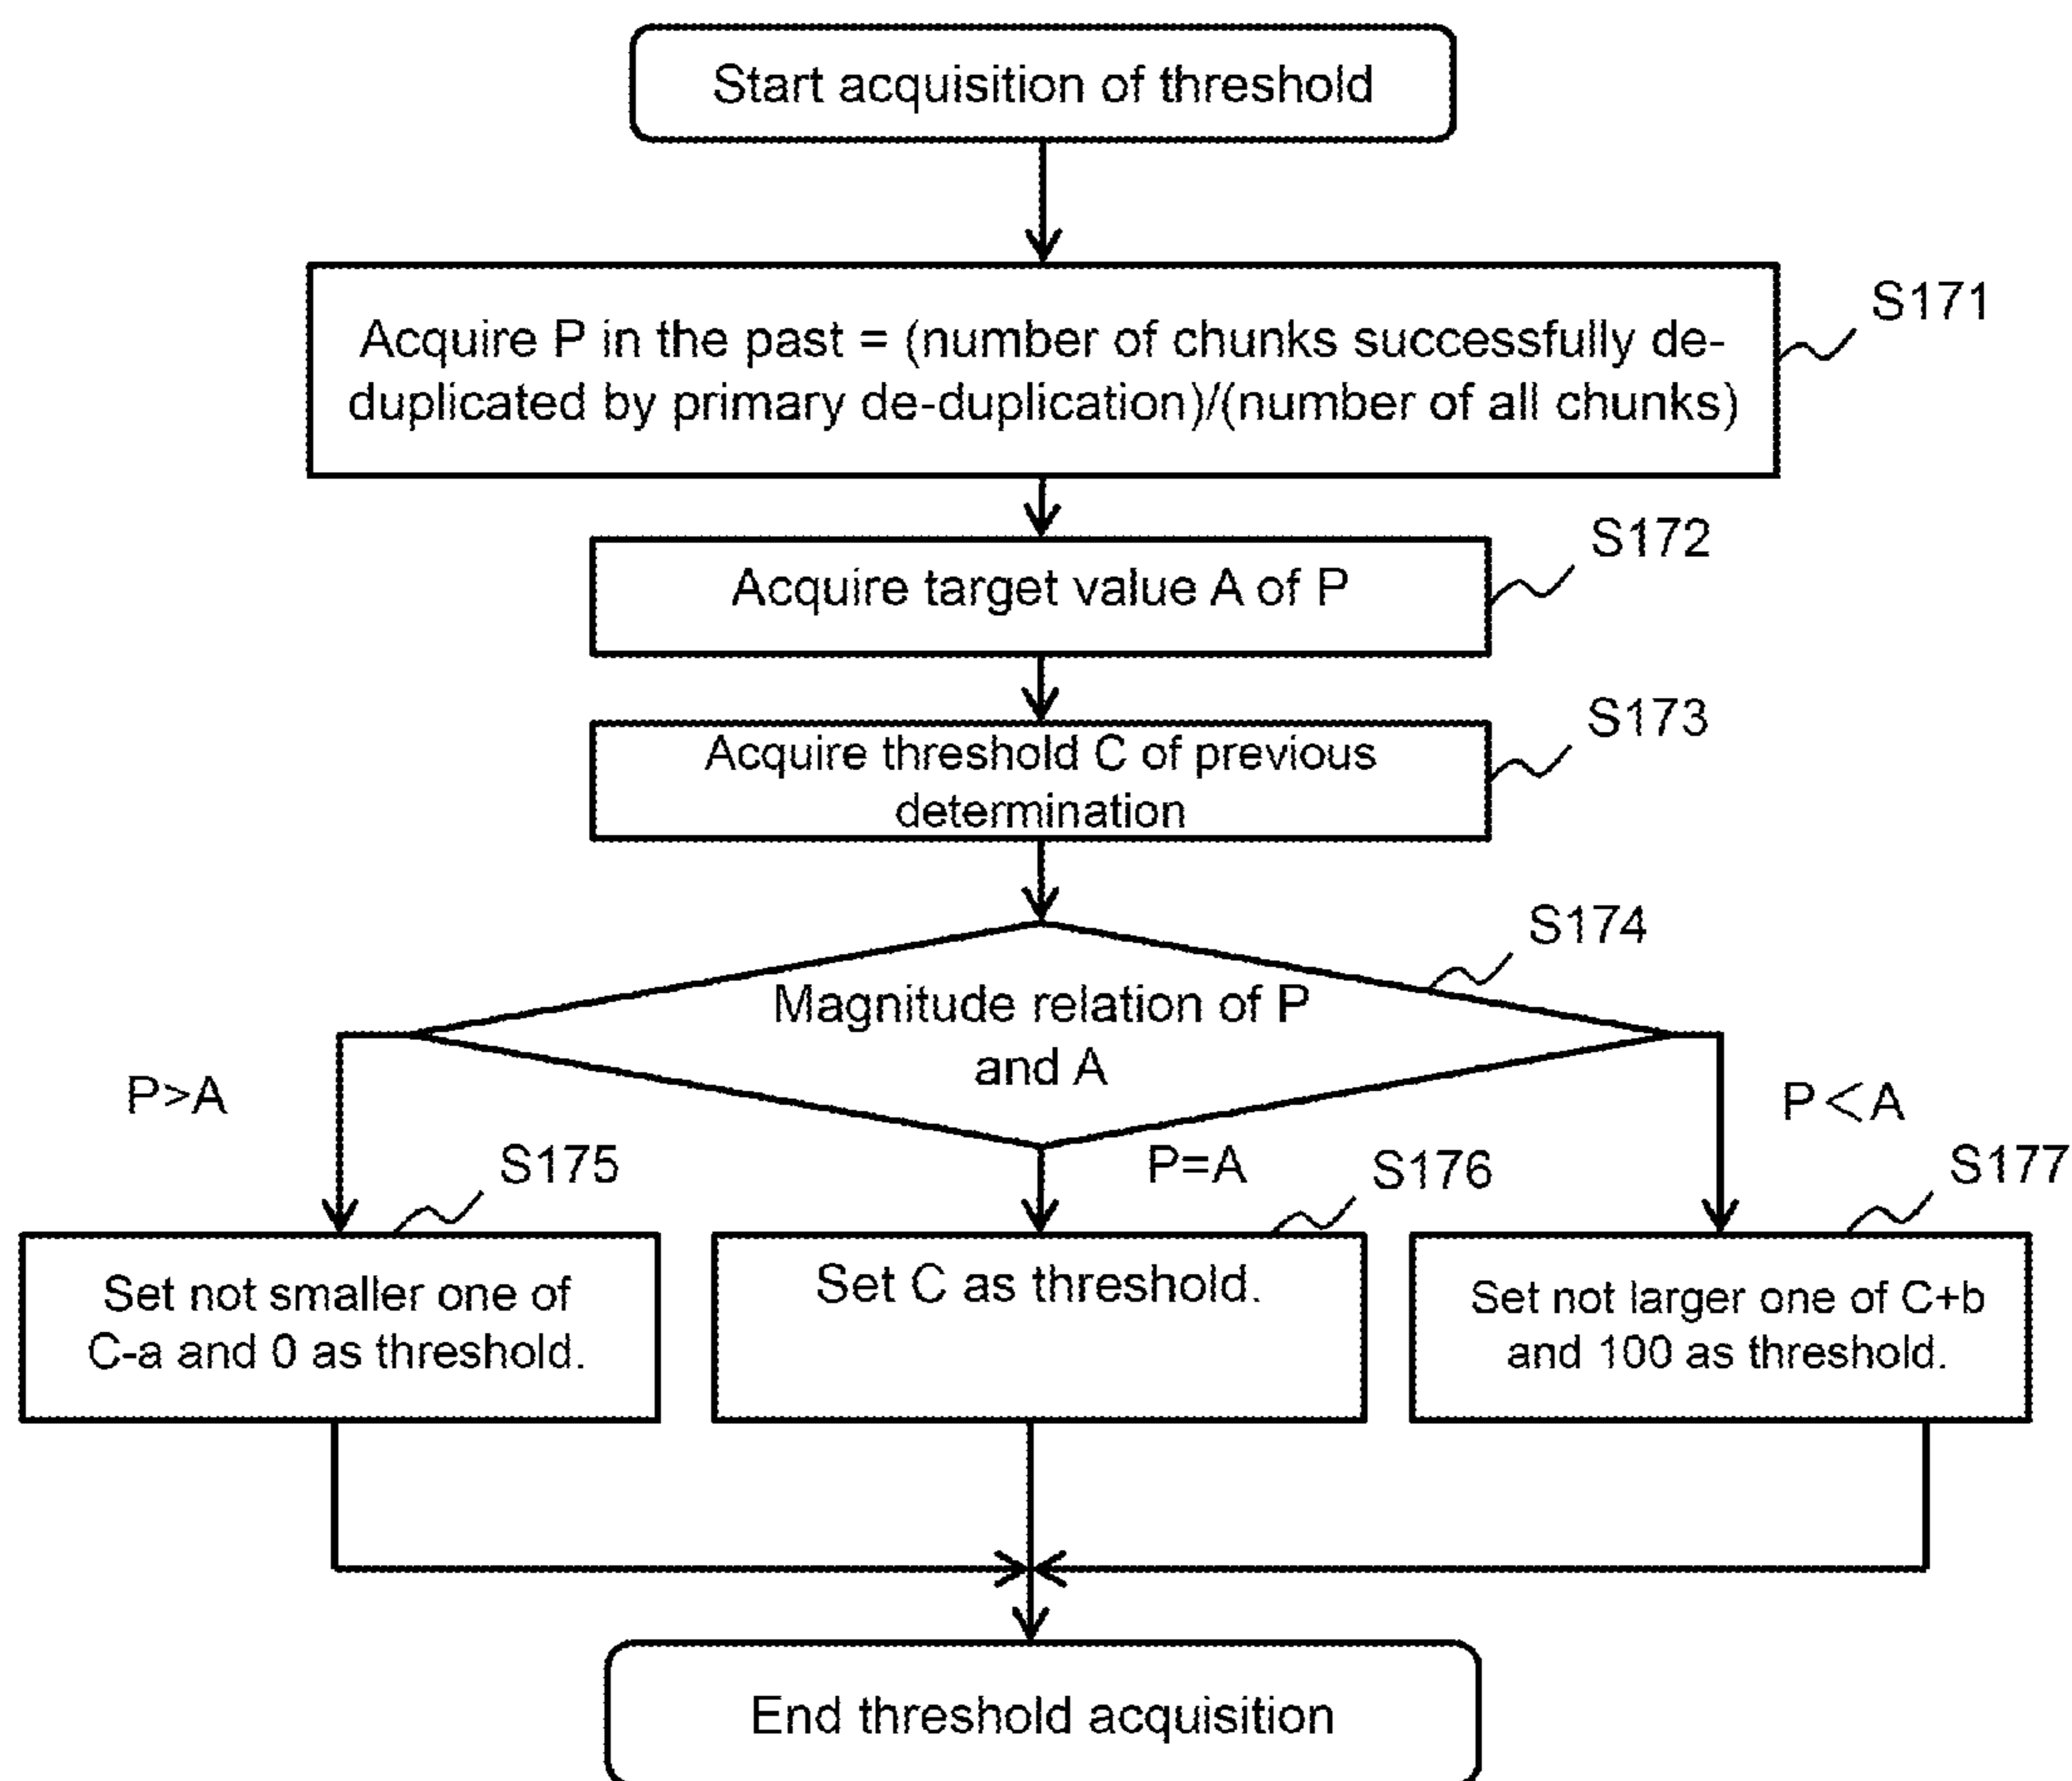 Start acquisition of threshold
S171
Acquire P in the past = (number of chunks successfully de-
duplicated by primary de-duplication)/(number of all chunks)
S172
Acquire target value A of P
S173
Acquire threshold C of previous
determination
S174
Magnitude relation of P
and A
P>A
P=A
P<A
S175
Set not smaller one of
C-a and 0 as threshold.
S176
Set C as threshold.
S177
Set not larger one of C+b
and 100 as threshold.
End threshold acquisition